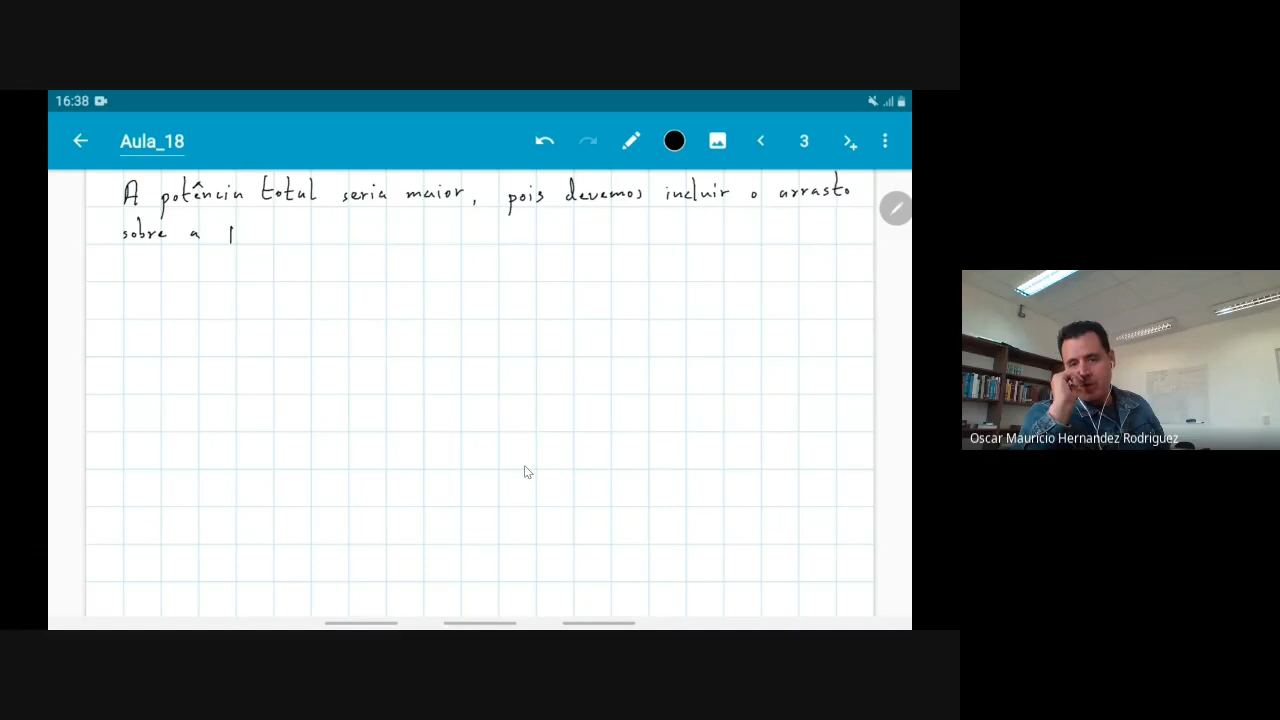 16:38
Aula_18
3
A potência total seria maior, pois devemos incluir o arrasto
sobre a
Oscar Mauricio Hernandez Rodriguez